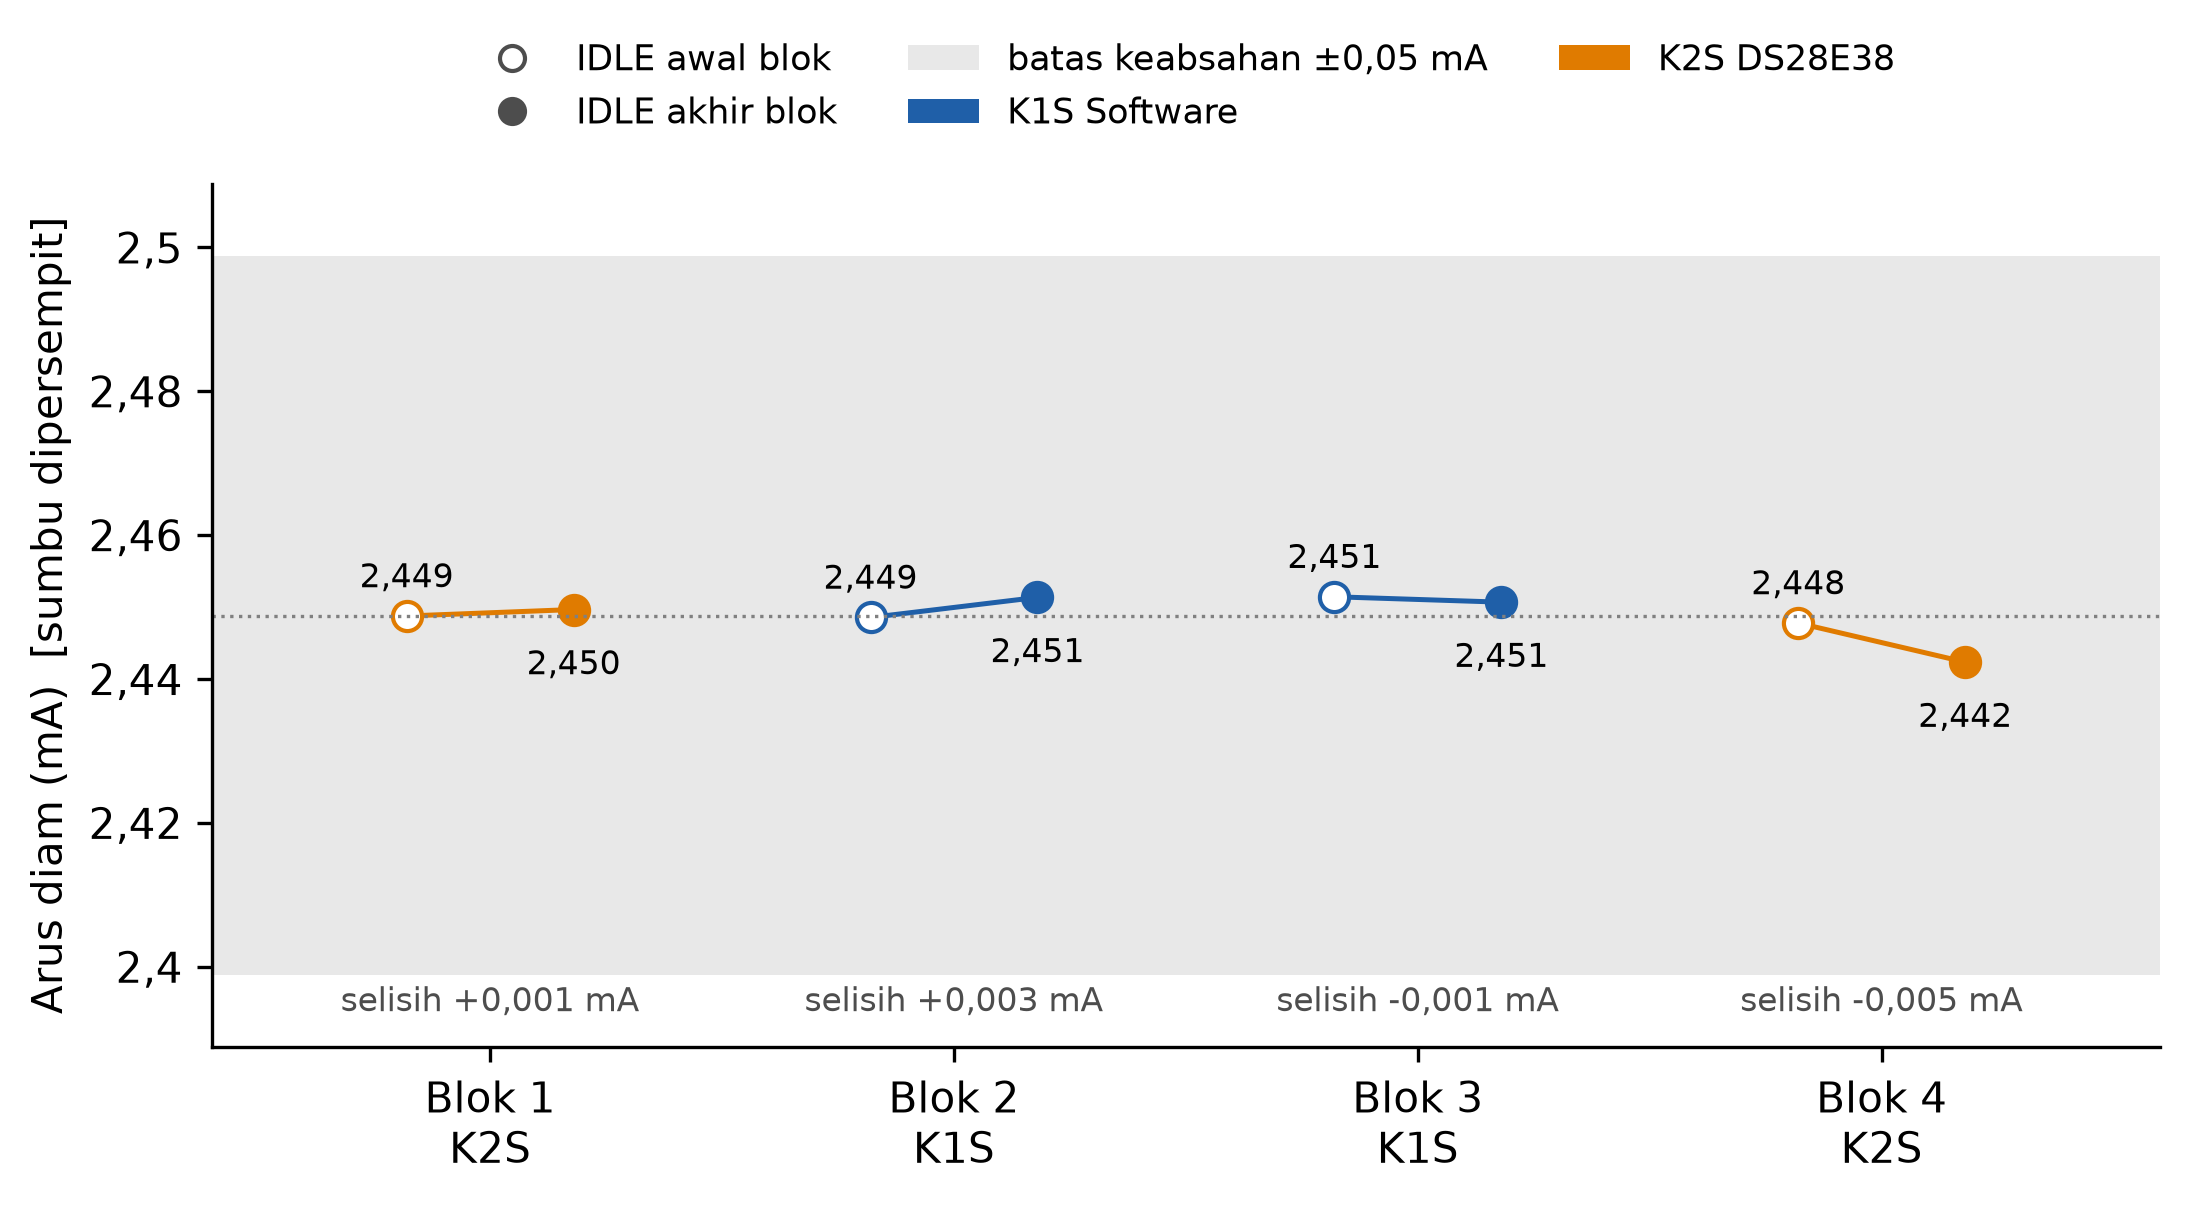 IDLE awal blok
IDLE akhir blok
batas keabsahan ±0,05 mA
K1S Software
K2S DS28E38
Arus diam (mA)  [sumbu dipersempit]
2,5
2,48
2,46
2,44
2,42
2,4
2,449
2,450
2,449
2,451
2,451
2,451
2,448
2,442
selisih +0,001 mA
selisih +0,003 mA
selisih -0,001 mA
selisih -0,005 mA
Blok 1
K2S
Blok 2
K1S
Blok 3
K1S
Blok 4
K2S